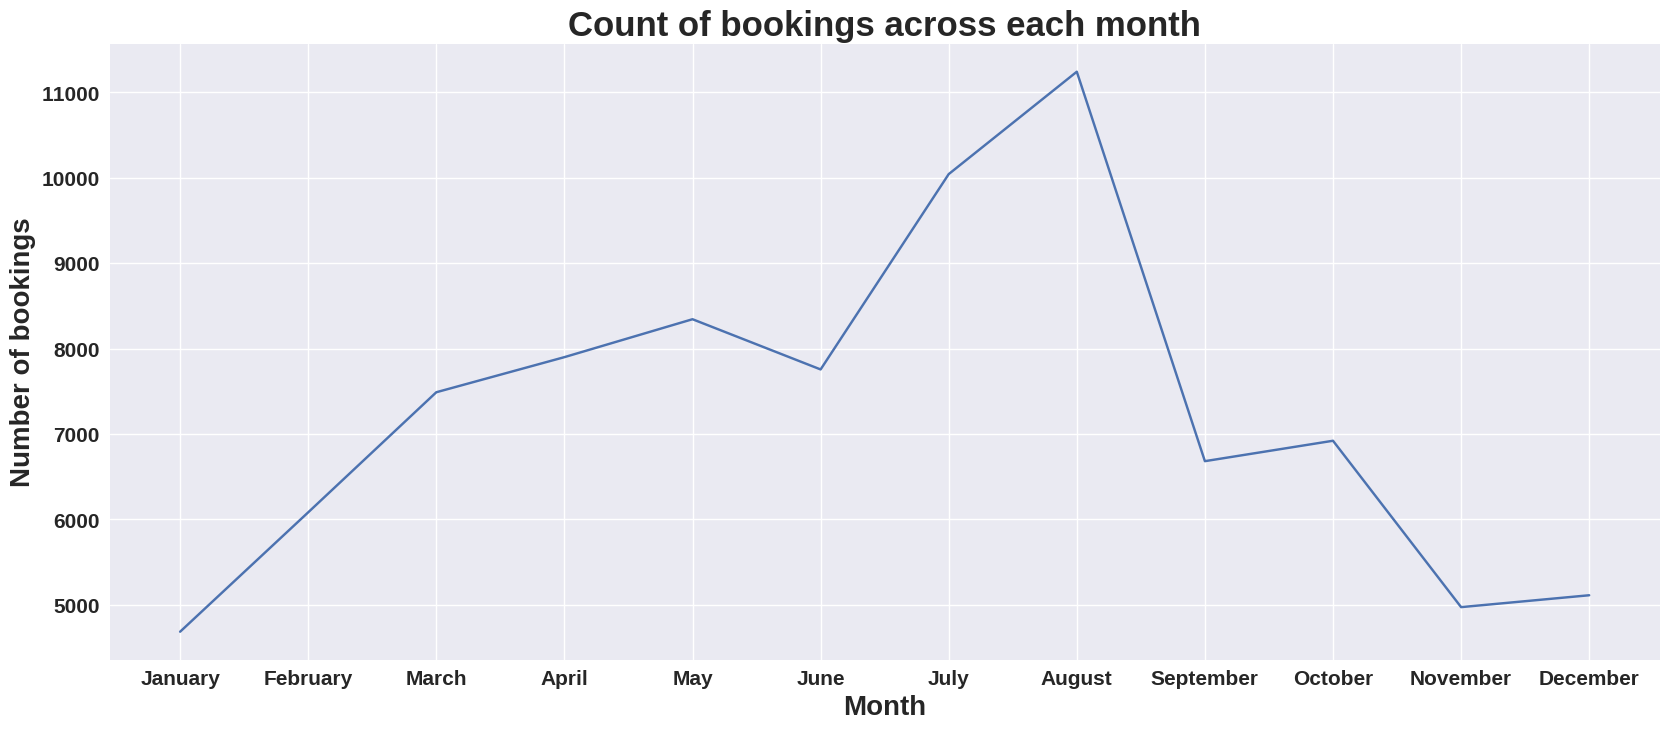 Count of bookings across each month
Number of bookings
11000
10000
9000
8000
7000
6000
5000
January February March April May June July August September October November December
Month